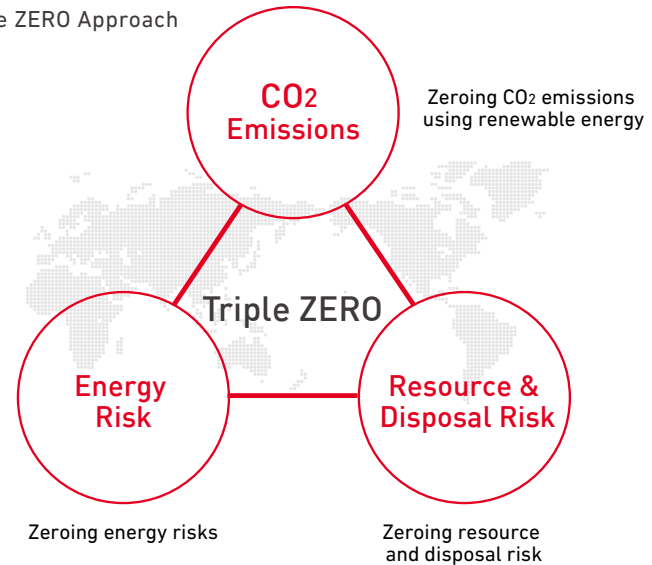 e ZERO Approach
CO2
Emissions
Zeroing CO2 emissions
using renewable energy
Triple ZERO
Energy
Risk
Resource &
Disposal Risk
Zeroing energy risks
Zeroing resource
and disposal risk